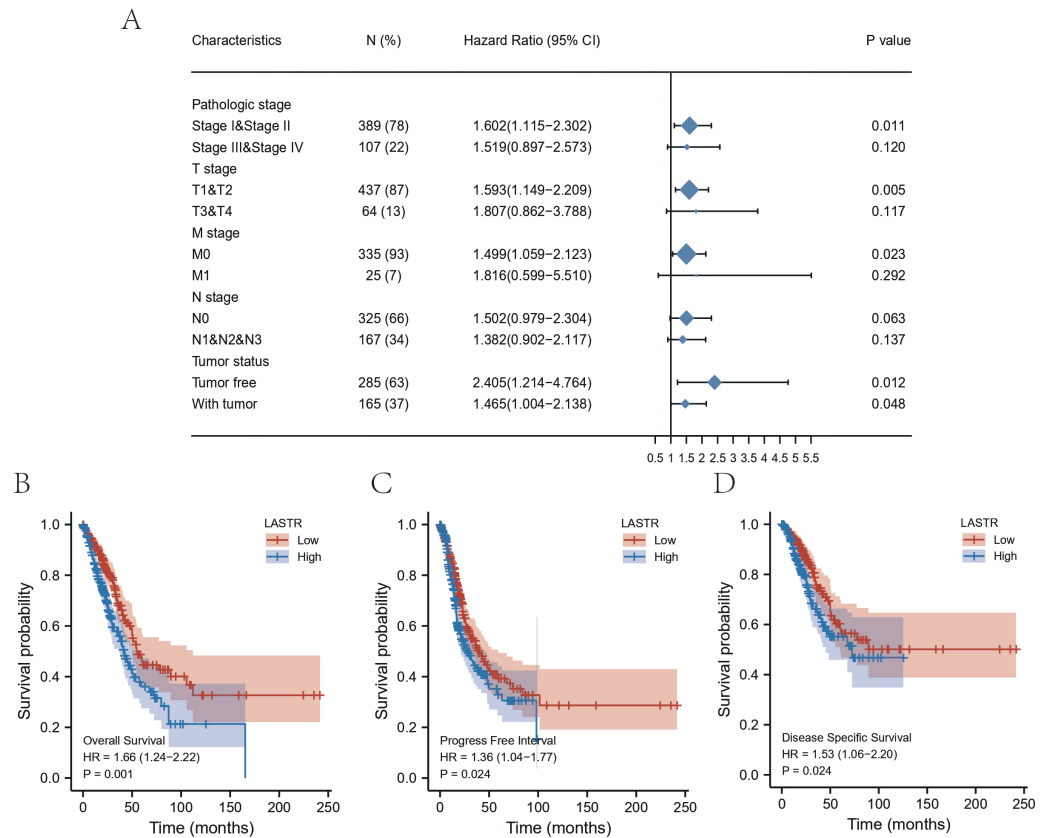 A
Characteristics N (%) Hazard Ratio (95% CI) P value
Pathologic stage
Stage I&Stage II 389 (78) 1.602(1.115−2.302) 0.011
Stage III&Stage IV 107 (22) 1.519(0.897−2.573) 0.120
T stage
T1&T2 437 (87) 1.593(1.149−2.209) 0.005
T3&T4 64 (13) 1.807(0.862−3.788) 0.117
M stage
M0 335 (93) 1.499(1.059−2.123) 0.023
M1 25 (7) 1.816(0.599−5.510) 0.292
N stage
N0 325 (66) 1.502(0.979−2.304) 0.063
N1&N2&N3 167 (34) 1.382(0.902−2.117) 0.137
Tumor status
Tumor free 285 (63) 2.405(1.214−4.764) 0.012
With tumor 165 (37) 1.465(1.004−2.138) 0.048
0.5 1 1.5 2 2.5 3 3.5 4 4.5 5 5.5
B
LASTR
Low
High
Survival probability
1.0
0.8
0.6
0.4
0.2
0.0
Overall Survival
HR = 1.66 (1.24−2.22)
P = 0.001
0 50 100 150 200 250
Time (months)
C
LASTR
Low
High
Survival probability
1.0
0.8
0.6
0.4
0.2
0.0
Progress Free Interval
HR = 1.36 (1.04−1.77)
P = 0.024
0 50 100 150 200 250
Time (months)
D
LASTR
Low
High
Survival probability
1.0
0.8
0.6
0.4
0.2
0.0
Disease Specific Survival
HR = 1.53 (1.06−2.20)
P = 0.024
0 50 100 150 200 250
Time (months)